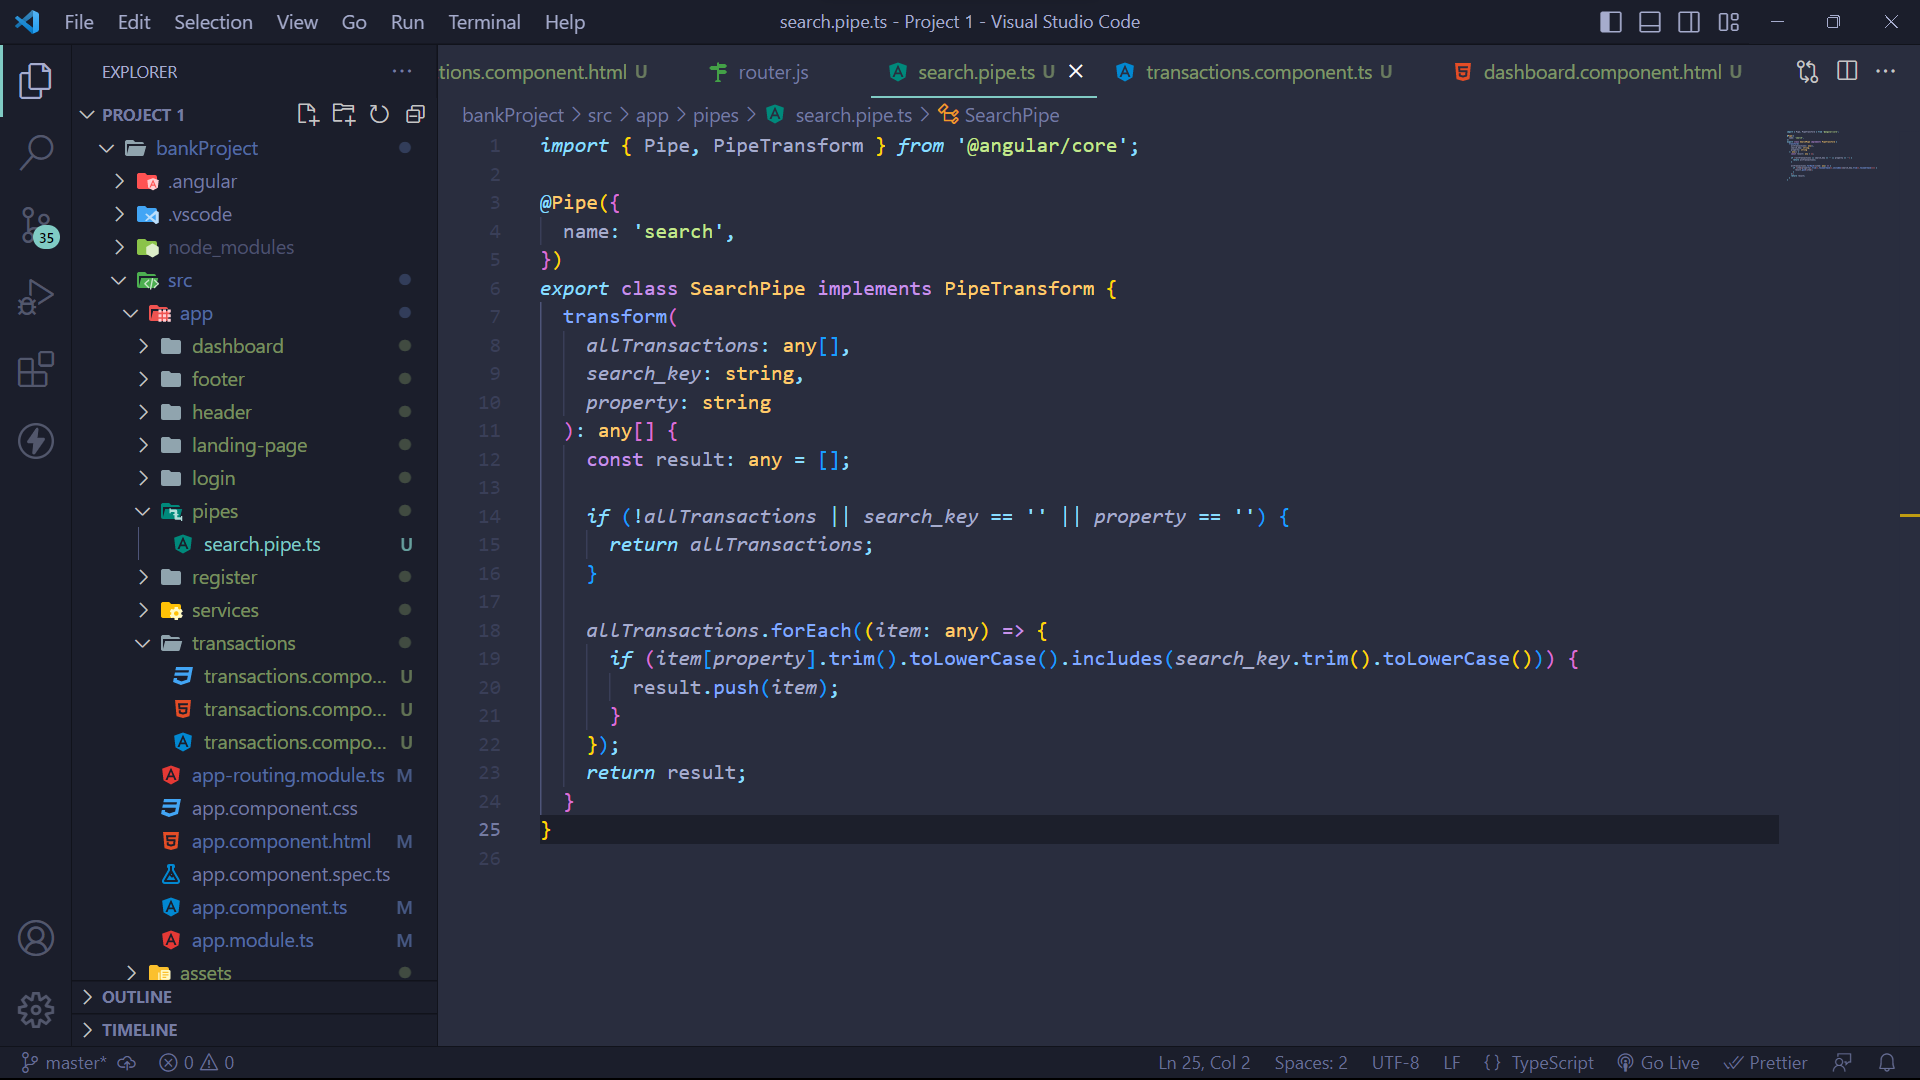 File Edit Selection View Go Run Terminal Help
search.pipe.ts - Project 1 - Visual Studio Code
EXPLORER
PROJECT 1
bankProject
.angular
.vscode
node_modules
src
app
dashboard
footer
header
landing-page
login
pipes
search.pipe.ts U
register
services
transactions
transactions.compo... U
transactions.compo... U
transactions.compo... U
app-routing.module.ts M
app.component.css
app.component.html M
app.component.spec.ts
app.component.ts M
app.module.ts M
assets
OUTLINE
TIMELINE
35
tions.component.html U router.js search.pipe.ts U transactions.component.ts U dashboard.component.html U
bankProject > src > app > pipes > search.pipe.ts > SearchPipe
1 import { Pipe, PipeTransform } from '@angular/core';
2
3 @Pipe({
4   name: 'search',
5 })
6 export class SearchPipe implements PipeTransform {
7   transform(
8     allTransactions: any[],
9     search_key: string,
10     property: string
11   ): any[] {
12     const result: any = [];
13
14     if (!allTransactions || search_key == '' || property == '') {
15       return allTransactions;
16     }
17
18     allTransactions.forEach((item: any) => {
19       if (item[property].trim().toLowerCase().includes(search_key.trim().toLowerCase())) {
20         result.push(item);
21       }
22     });
23     return result;
24   }
25 }
26
master* 0 0 Ln 25, Col 2 Spaces: 2 UTF-8 LF {} TypeScript Go Live Prettier